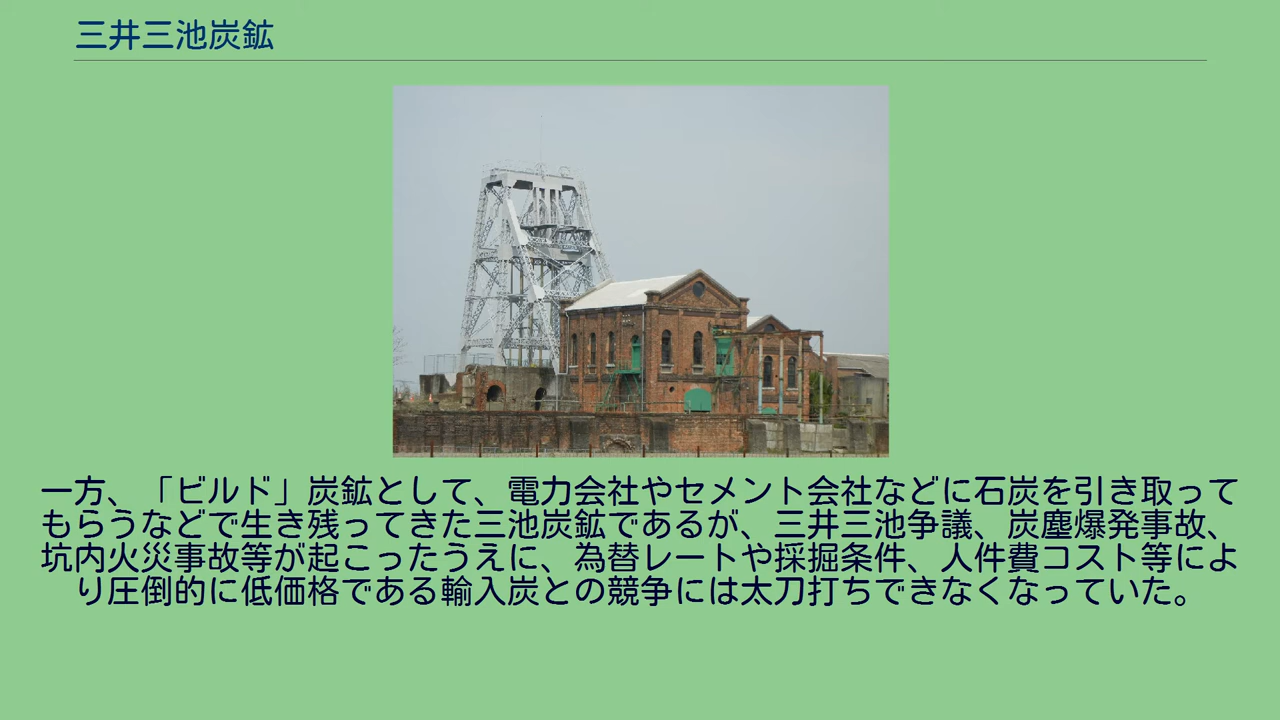 三井三池炭鉱
一方、「ビルド」炭鉱として、電力会社やセメント会社などに石炭を引き取って
もらうなどで生き残ってきた三池炭鉱であるが、三井三池争議、炭塵爆発事故、
坑内火災事故等が起こったうえに、為替レートや採掘条件、人件費コスト等によ
り圧倒的に低価格である輸入炭との競争には太刀打ちできなくなっていた。